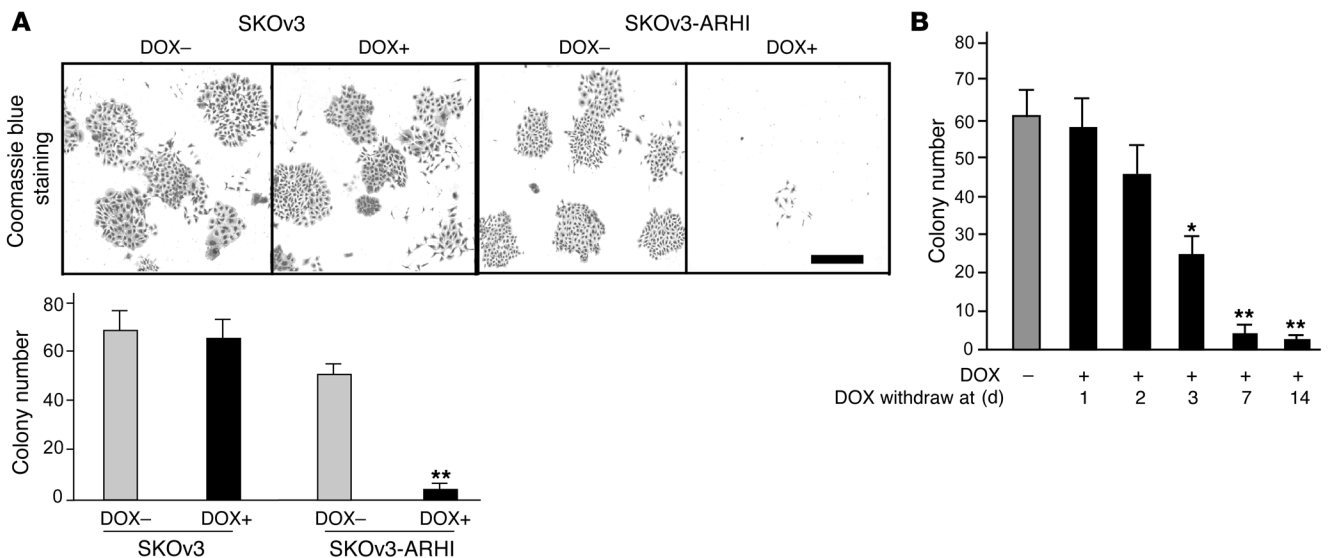 A
SKOv3
SKOv3-ARHI
DOX–
DOX+
DOX–
DOX+
Coomassie blue
staining
Colony number
80
60
40
20
0
**
DOX–
DOX+
DOX–
DOX+
SKOv3
SKOv3-ARHI
B
Colony number
80
70
60
50
40
30
20
10
0
*
**
**
DOX – + + + + +
DOX withdraw at (d) 1 2 3 7 14